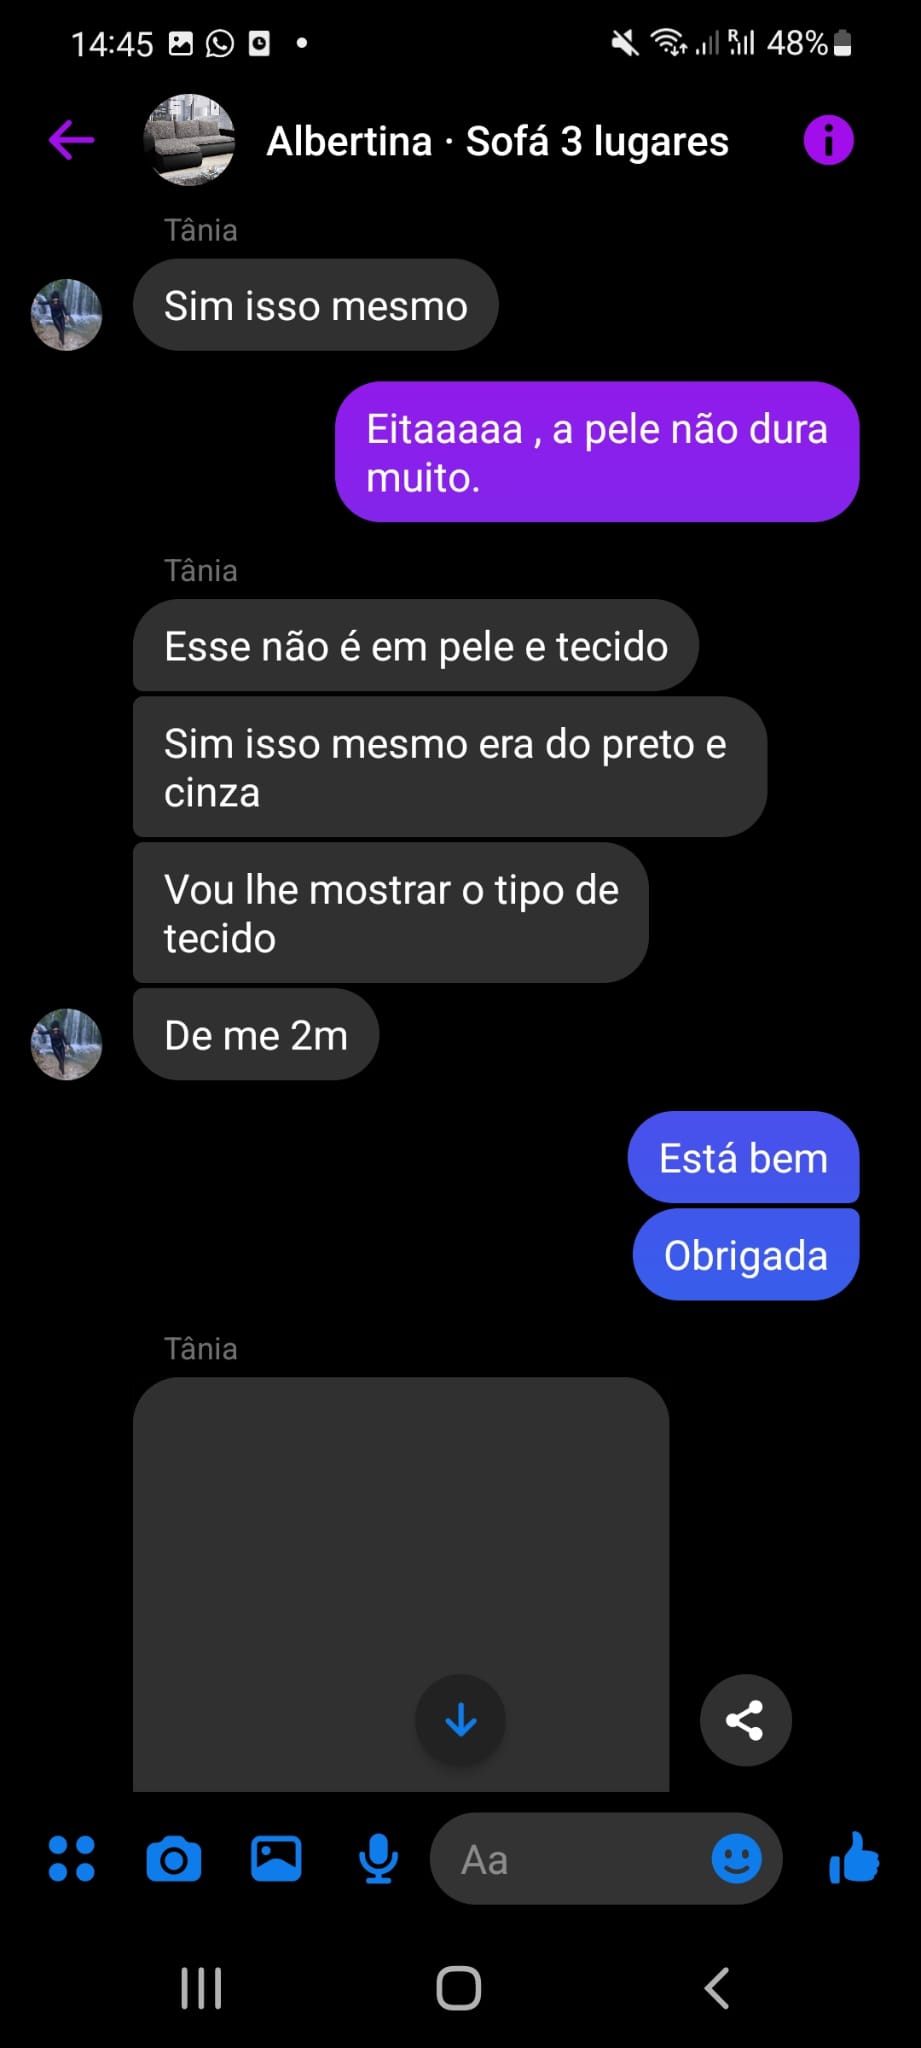 14:45
48%
Albertina · Sofá 3 lugares
Tânia
Sim isso mesmo
Eitaaaaa , a pele não dura
muito.
Tânia
Esse não é em pele e tecido
Sim isso mesmo era do preto e
cinza
Vou lhe mostrar o tipo de
tecido
De me 2m
Está bem
Obrigada
Tânia
Aa